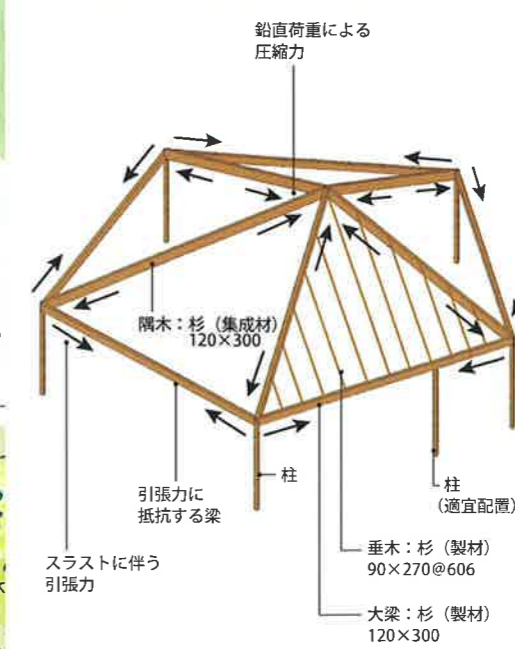 鉛直荷重による
圧縮力
隅木：杉（集成材）
120×300
引張力に
抵抗する梁
スラストに伴う
引張力
柱
柱
（適宜配置）
垂木：杉（製材）
90×270@606
大梁：杉（製材）
120×300